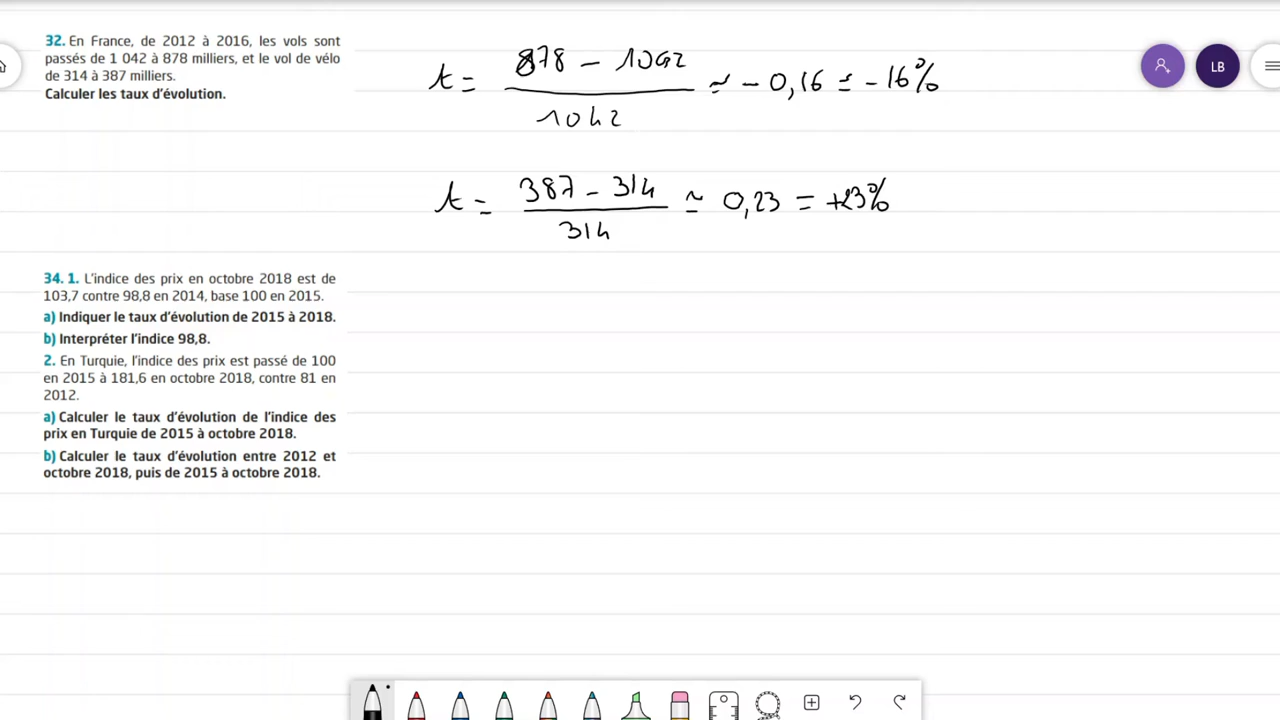 32. En France, de 2012 à 2016, les vols sont
passés de 1 042 à 878 milliers, et le vol de vélo
de 314 à 387 milliers.
Calculer les taux d'évolution.
t = (878 - 1042) / 1042 ≃ - 0,16 = - 16%
t = (387 - 314) / 314 ≃ 0,23 = +23%
LB
34. 1. L'indice des prix en octobre 2018 est de
103,7 contre 98,8 en 2014, base 100 en 2015.
a) Indiquer le taux d'évolution de 2015 à 2018.
b) Interpréter l'indice 98,8.
2. En Turquie, l'indice des prix est passé de 100
en 2015 à 181,6 en octobre 2018, contre 81 en
2012.
a) Calculer le taux d'évolution de l'indice des
prix en Turquie de 2015 à octobre 2018.
b) Calculer le taux d'évolution entre 2012 et
octobre 2018, puis de 2015 à octobre 2018.